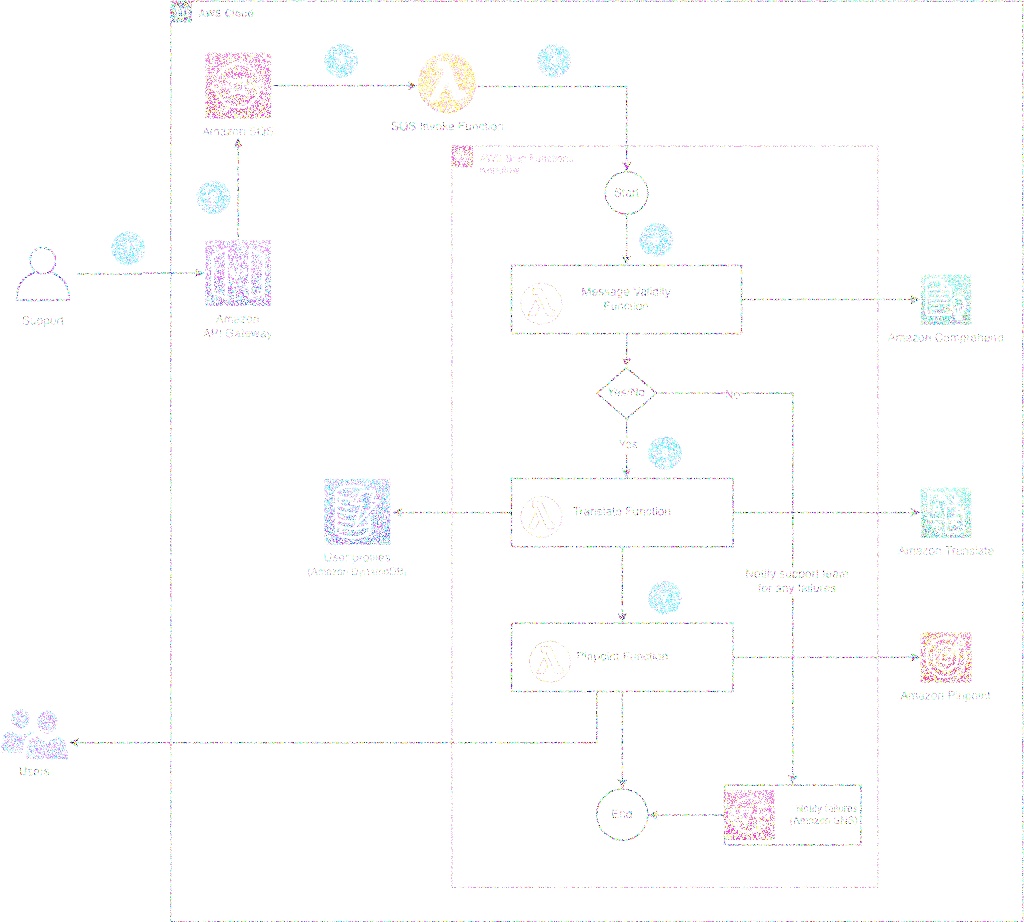 AWS Cloud
Amazon SQS
SQS Invoke Function
AWS Step Functions
workflow
Start
Message Validity
Function
Support
Amazon
API Gateway
Amazon Comprehend
Yes/No
No
Yes
Translate Function
User profiles
(Amazon DynamoDB)
Amazon Translate
Notify support team
for any failures
Pinpoint Function
Amazon Pinpoint
Users
End
Notify failures
(Amazon SNS)